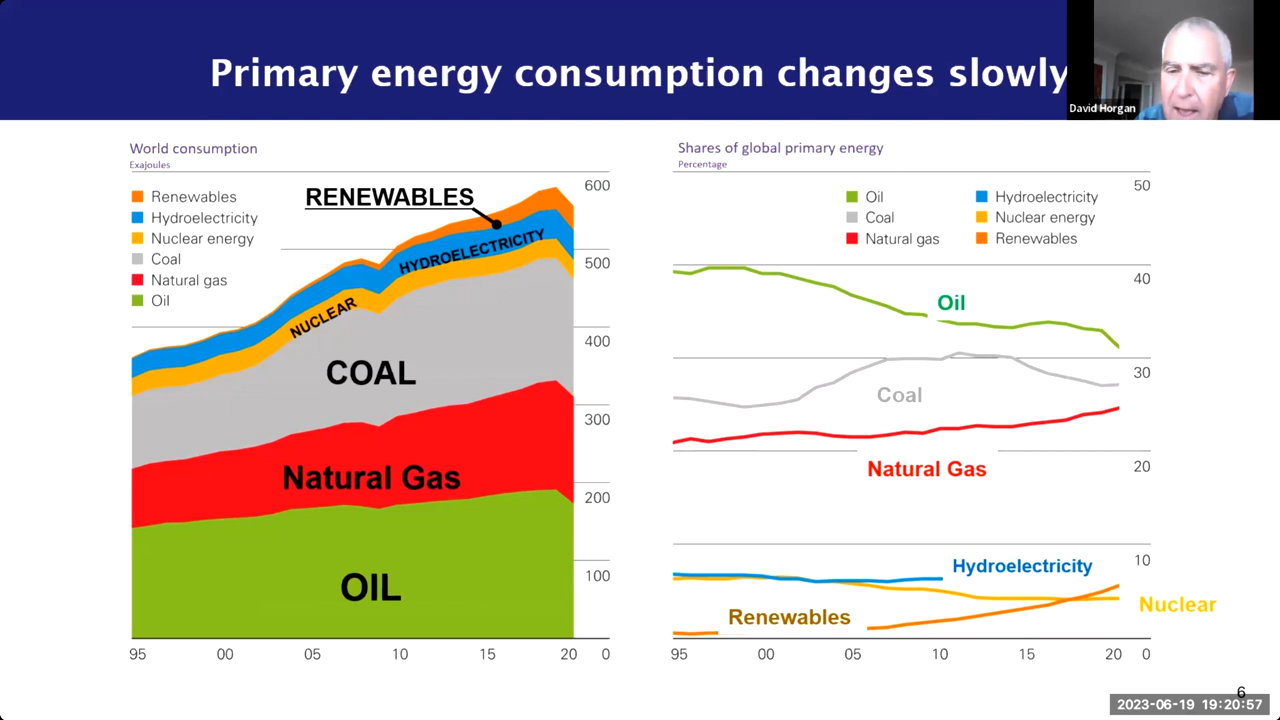 Primary energy consumption changes slowly
David Horgan
World consumption
Exajoules
Renewables
Hydroelectricity
Nuclear energy
Coal
Natural gas
Oil
RENEWABLES
HYDROELECTRICITY
NUCLEAR
COAL
Natural Gas
OIL
600
500
400
300
200
100
0
95 00 05 10 15 20
Shares of global primary energy
Percentage
Oil Hydroelectricity
Coal Nuclear energy
Natural gas Renewables
50
40
30
20
10
0
Oil
Coal
Natural Gas
Hydroelectricity
Nuclear
Renewables
95 00 05 10 15 20
6
2023-06-19 19:20:57